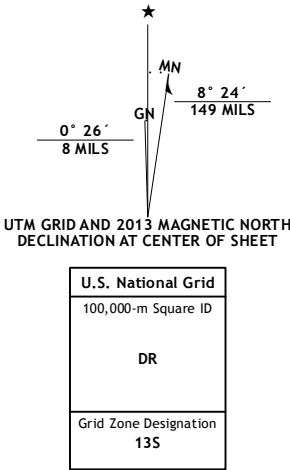 ★
MN
GN
8° 24´
149 MILS
0° 26´
8 MILS
UTM GRID AND 2013 MAGNETIC NORTH
DECLINATION AT CENTER OF SHEET
U.S. National Grid
100,000-m Square ID
DR
Grid Zone Designation
13S